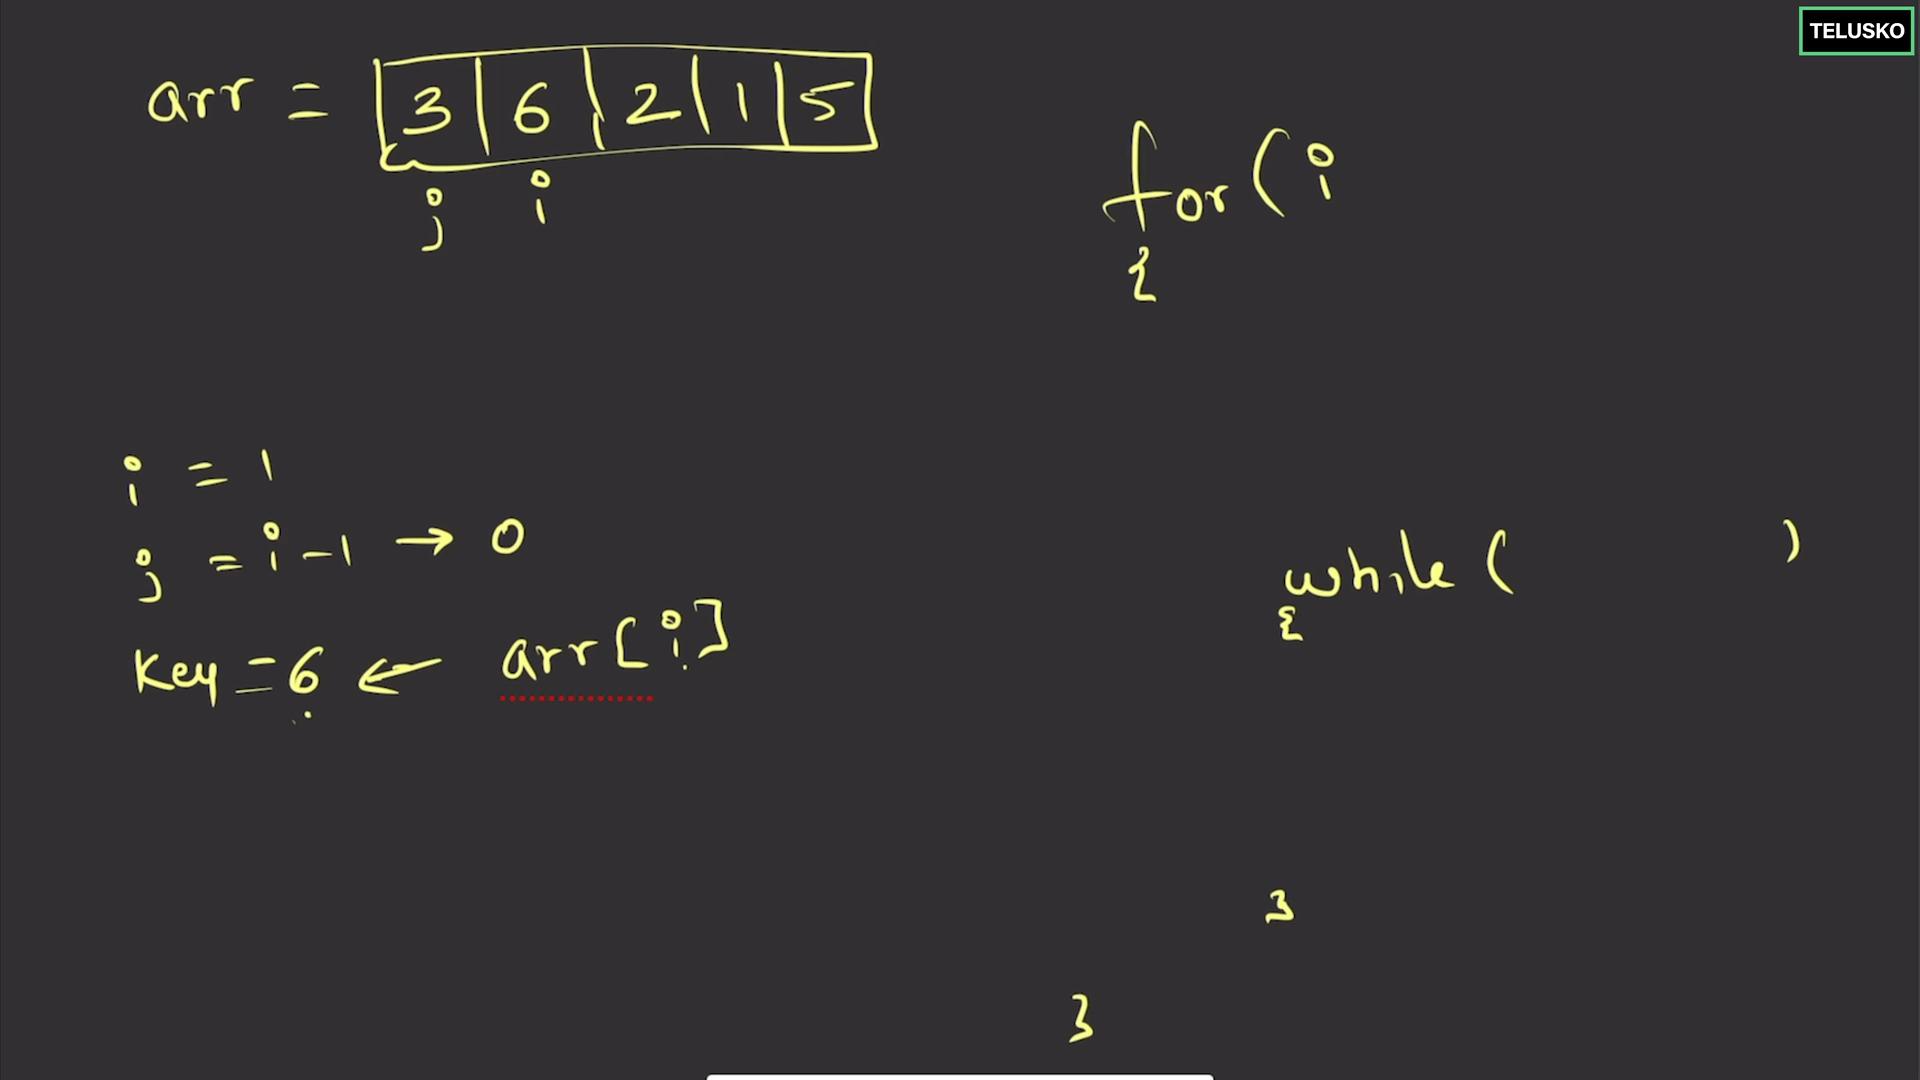 TELUSKO
arr = 3 6 2 1 5
j i
for ( i
{
i = 1
j = i - 1 → 0
while ( )
{
Key = 6 ← arr [ i ]
}
}